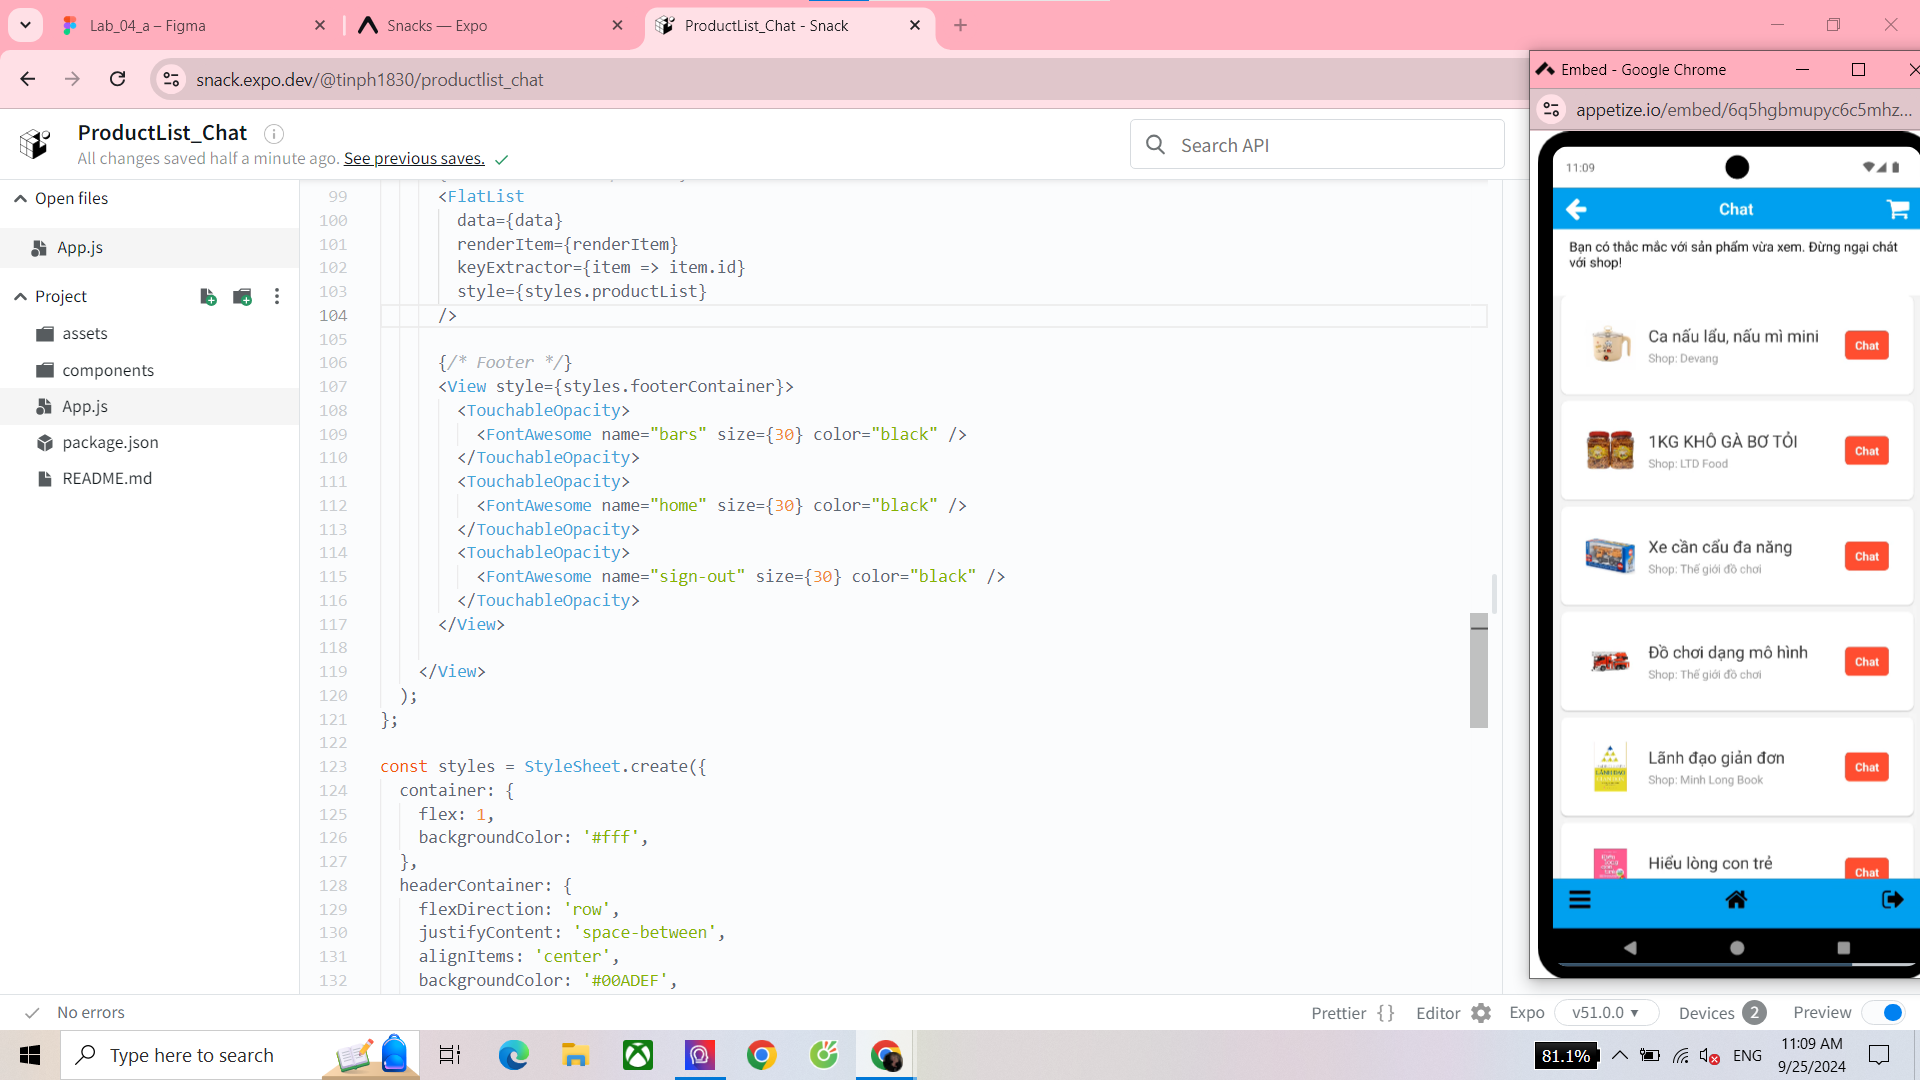 Lab_04_a – Figma
Snacks — Expo
ProductList_Chat - Snack
snack.expo.dev/@tinph1830/productlist_chat
Embed - Google Chrome
appetize.io/embed/6q5hgbmupyc6c5mhz...
ProductList_Chat
All changes saved half a minute ago. See previous saves.
Search API
Open files
App.js
Project
assets
components
App.js
package.json
README.md
99 <FlatList
100 data={data}
101 renderItem={renderItem}
102 keyExtractor={item => item.id}
103 style={styles.productList}
104 />
105
106 {/* Footer */}
107 <View style={styles.footerContainer}>
108 <TouchableOpacity>
109 <FontAwesome name="bars" size={30} color="black" />
110 </TouchableOpacity>
111 <TouchableOpacity>
112 <FontAwesome name="home" size={30} color="black" />
113 </TouchableOpacity>
114 <TouchableOpacity>
115 <FontAwesome name="sign-out" size={30} color="black" />
116 </TouchableOpacity>
117 </View>
118
119 </View>
120 );
121 };
122
123 const styles = StyleSheet.create({
124 container: {
125 flex: 1,
126 backgroundColor: '#fff',
127 },
128 headerContainer: {
129 flexDirection: 'row',
130 justifyContent: 'space-between',
131 alignItems: 'center',
132 backgroundColor: '#00ADEF',
11:09
Chat
Bạn có thắc mắc với sản phẩm vừa xem. Đừng ngại chát
với shop!
Ca nấu lẩu, nấu mì mini
Shop: Devang
Chat
1KG KHÔ GÀ BƠ TỎI
Shop: LTD Food
Chat
Xe cần cấu đa năng
Shop: Thế giới đồ chơi
Chat
Đồ chơi dạng mô hình
Shop: Thế giới đồ chơi
Chat
Lãnh đạo giản đơn
Shop: Minh Long Book
Chat
Hiểu lòng con trẻ
Chat
No errors
Prettier {}
Editor
Expo
v51.0.0
Devices 2
Preview
Type here to search
81.1%
ENG
11:09 AM
9/25/2024